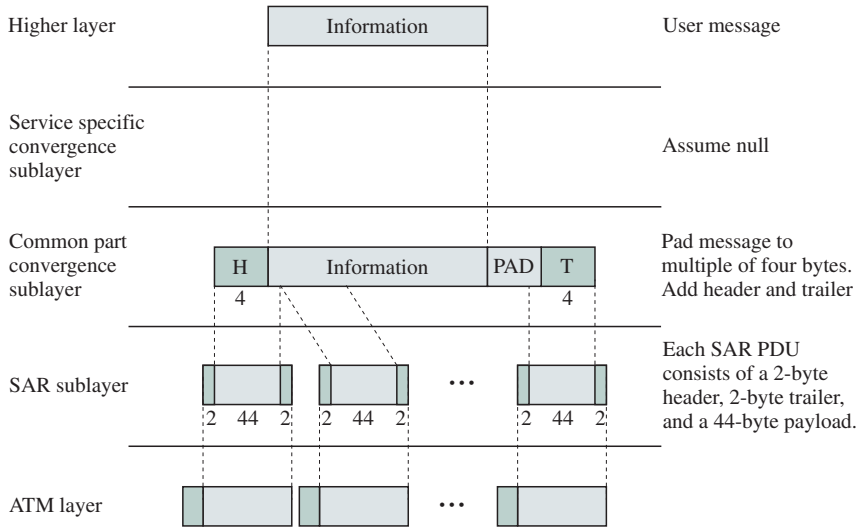 Higher layer
Information
User message
Service specific
convergence
sublayer
Assume null
Common part
convergence
sublayer
H
Information
PAD
T
4
4
Pad message to
multiple of four bytes.
Add header and trailer
SAR sublayer
2 44 2
2 44 2
...
2 44 2
Each SAR PDU
consists of a 2-byte
header, 2-byte trailer,
and a 44-byte payload.
ATM layer
...